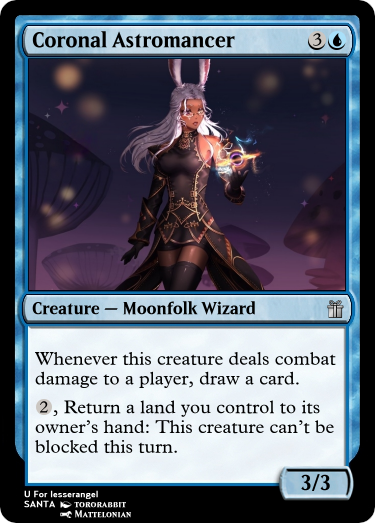 Coronal Astromancer 3
Creature — Moonfolk Wizard
Whenever this creature deals combat
damage to a player, draw a card.
2, Return a land you control to its
owner's hand: This creature can't be
blocked this turn.
3/3
U For lesserangel
SANTA TORORABBIT
MATTELONIAN